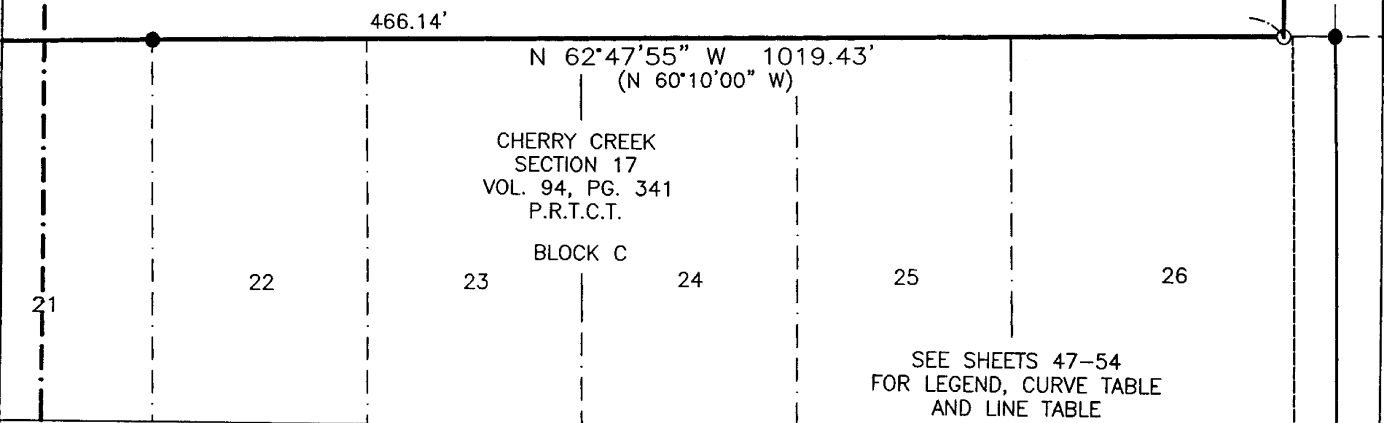 466.14'
N 62°47'55" W 1019.43'
(N 60°10'00" W)
CHERRY CREEK
SECTION 17
VOL. 94, PG. 341
P.R.T.C.T.
BLOCK C
21
22
23
24
25
26
SEE SHEETS 47-54
FOR LEGEND, CURVE TABLE
AND LINE TABLE